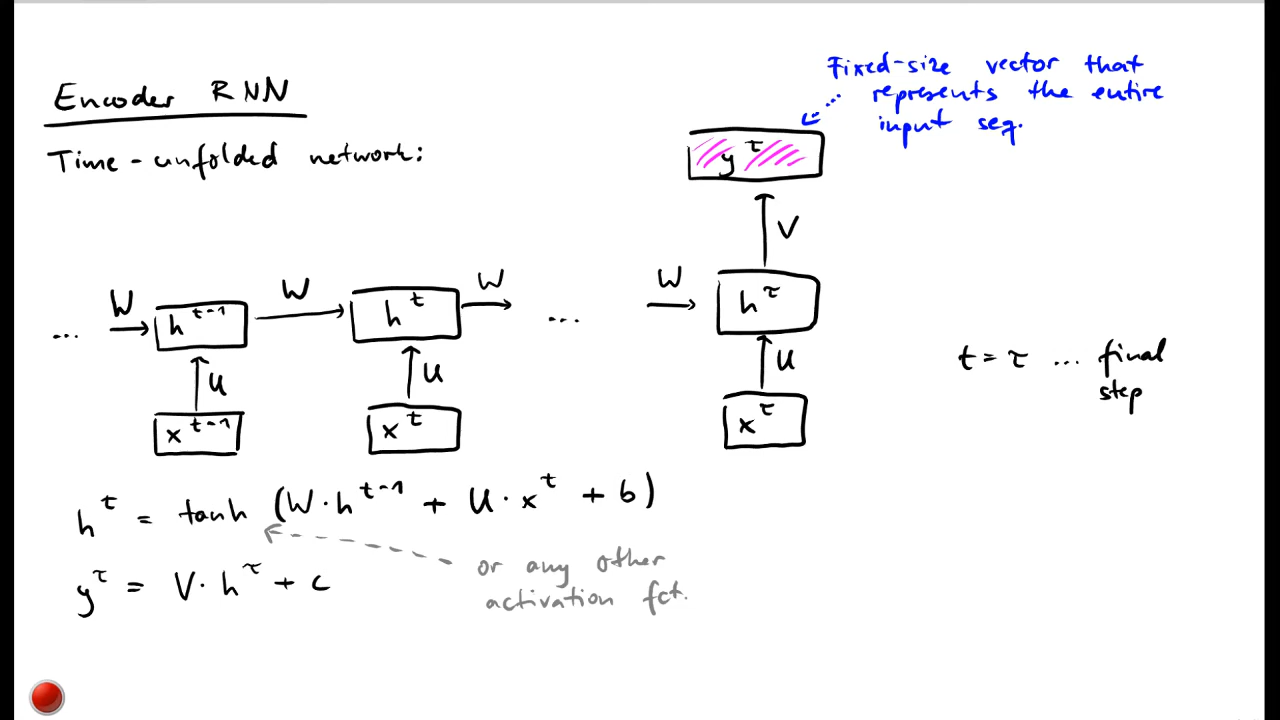 Encoder RNN
Time-unfolded network:
Fixed-size vector that
represents the entire
input seq.
y^τ
V
... W h^{t-1} W h^t W ... W h^τ
U U U
x^{t-1} x^t x^τ
t = τ ... final
step
h^t = tanh (W · h^{t-1} + U · x^t + b)
or any other
activation fct.
y^τ = V · h^τ + c